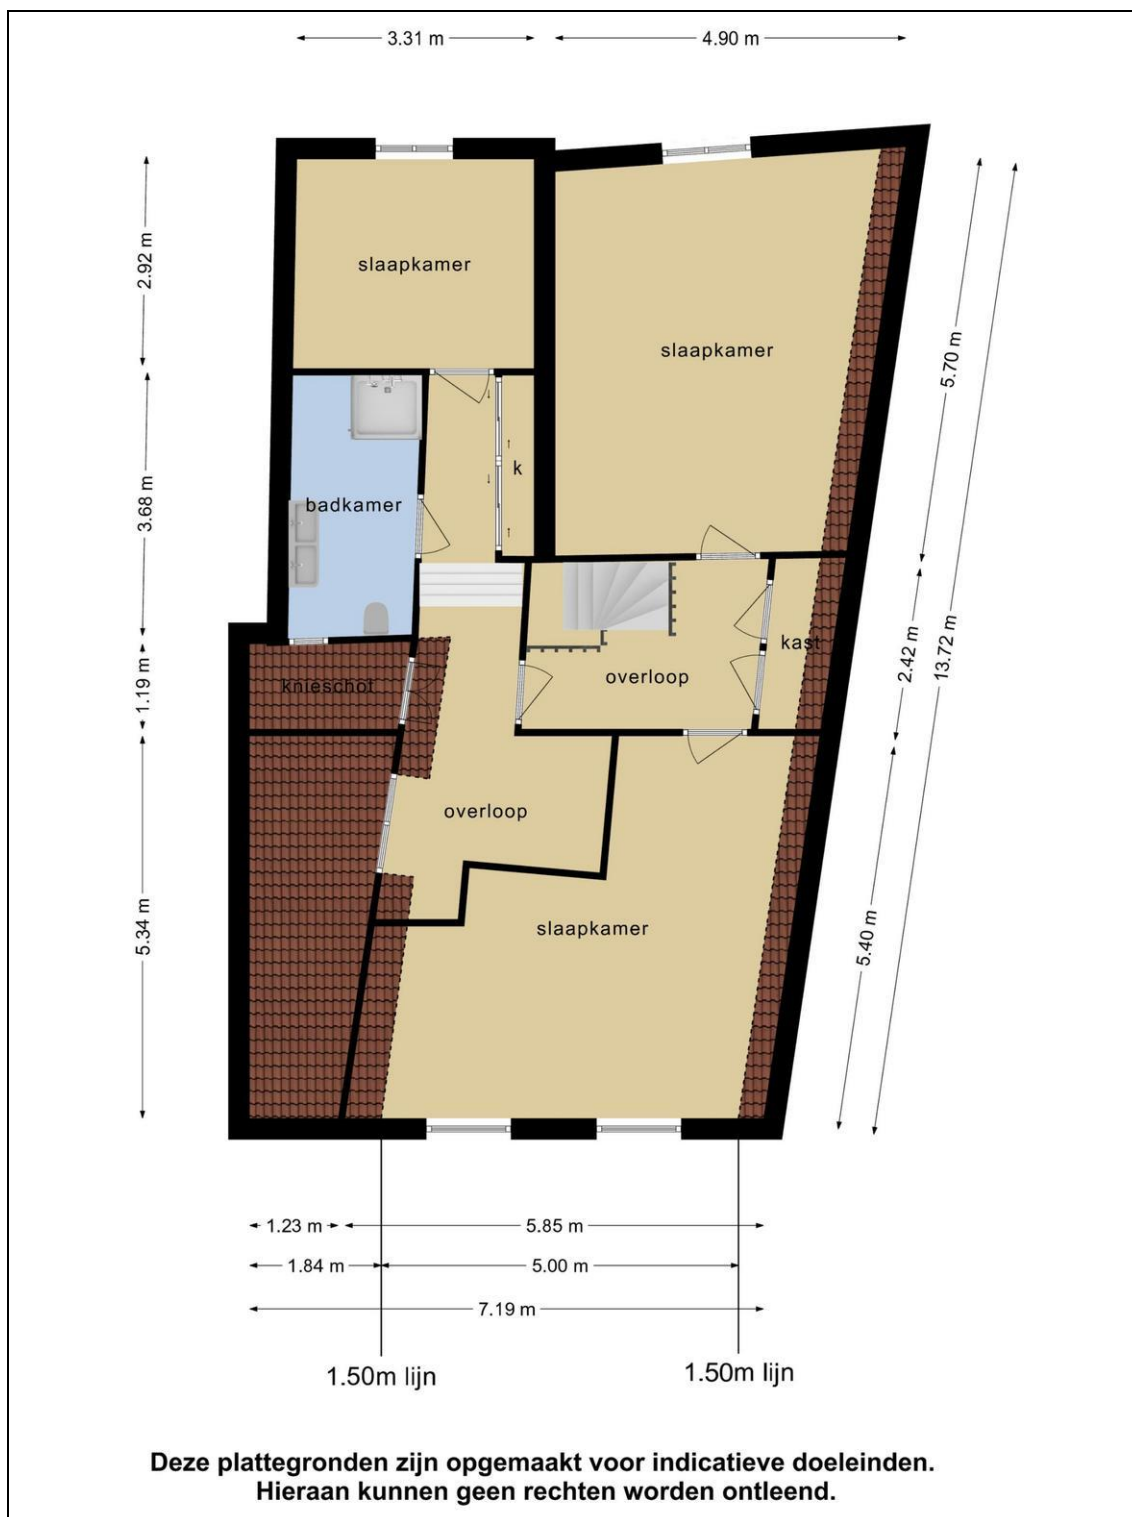 3.31 m
4.90 m
2.92 m
slaapkamer
slaapkamer
5.70 m
3.68 m
k
badkamer
13.72 m
2.42 m
kast
1.19 m
knieschot
overloop
overloop
5.34 m
slaapkamer
5.40 m
1.23 m
5.85 m
1.84 m
5.00 m
7.19 m
1.50m lijn
1.50m lijn
Deze plattegronden zijn opgemaakt voor indicatieve doeleinden.
Hieraan kunnen geen rechten worden ontleend.